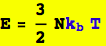 E = 3/2 Nk_b T